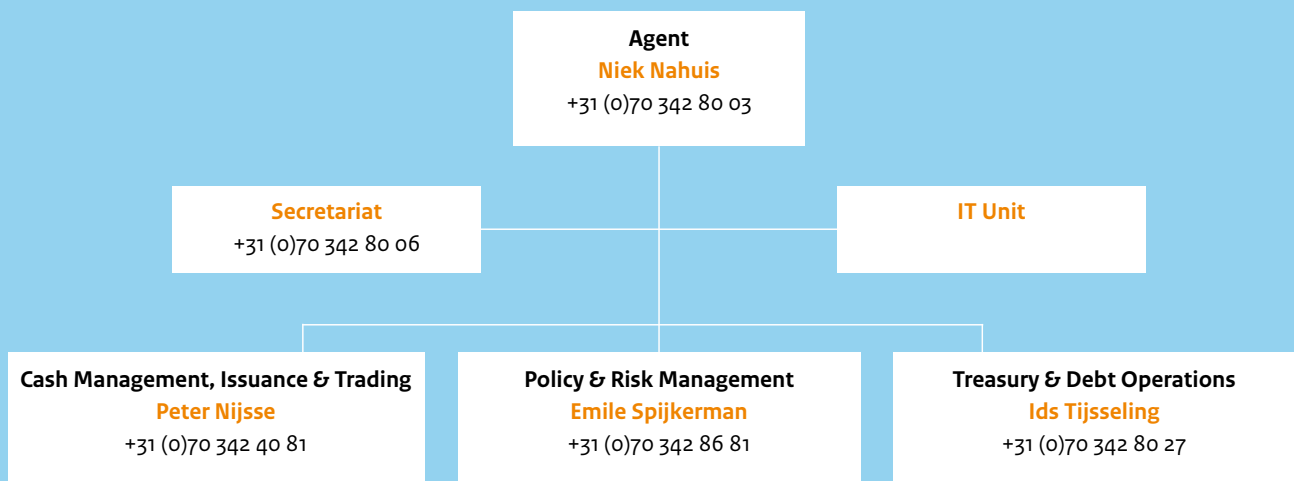 Agent
Niek Nahuis
+31 (0)70 342 80 03
Secretariat
+31 (0)70 342 80 06
IT Unit
Cash Management, Issuance & Trading
Peter Nijsse
+31 (0)70 342 40 81
Policy & Risk Management
Emile Spijkerman
+31 (0)70 342 86 81
Treasury & Debt Operations
Ids Tijsseling
+31 (0)70 342 80 27